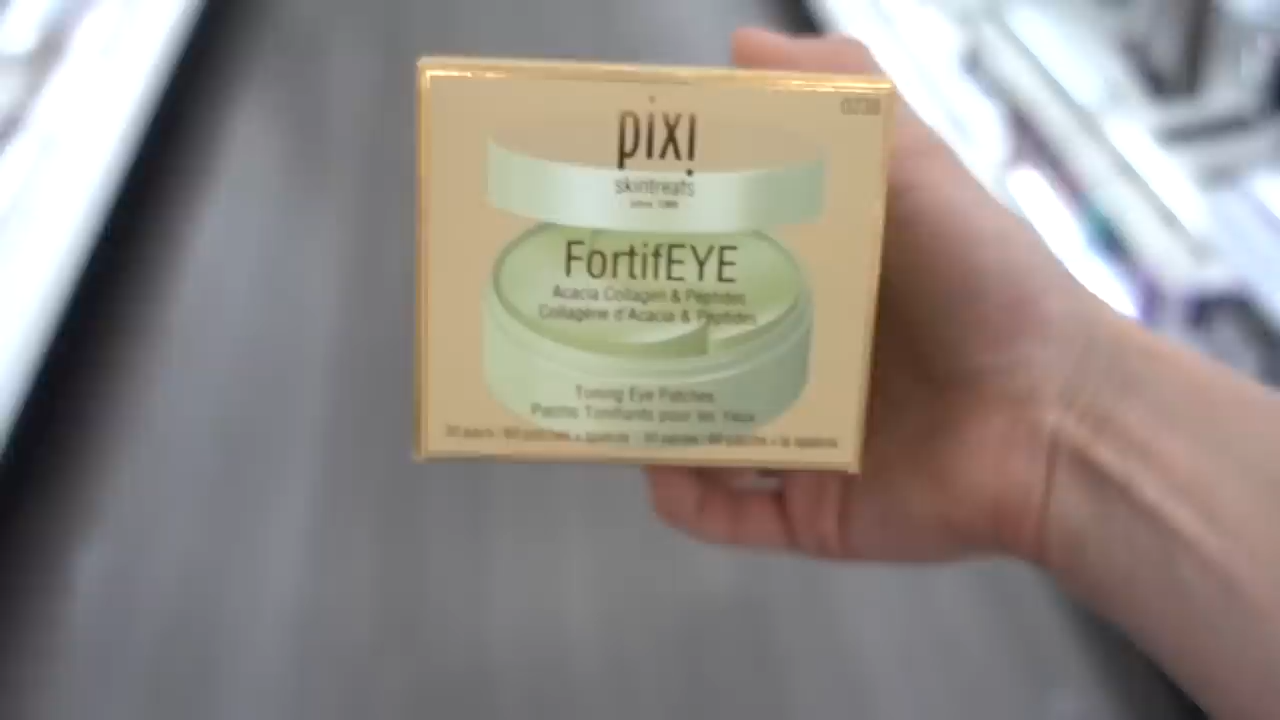 pixi
skintreats
FortifEYE
Acacia Collagen & Peptides
Collagène d'Acacia & Peptides
Toning Eye Patches
Patchs Tonifiants pour les Yeux